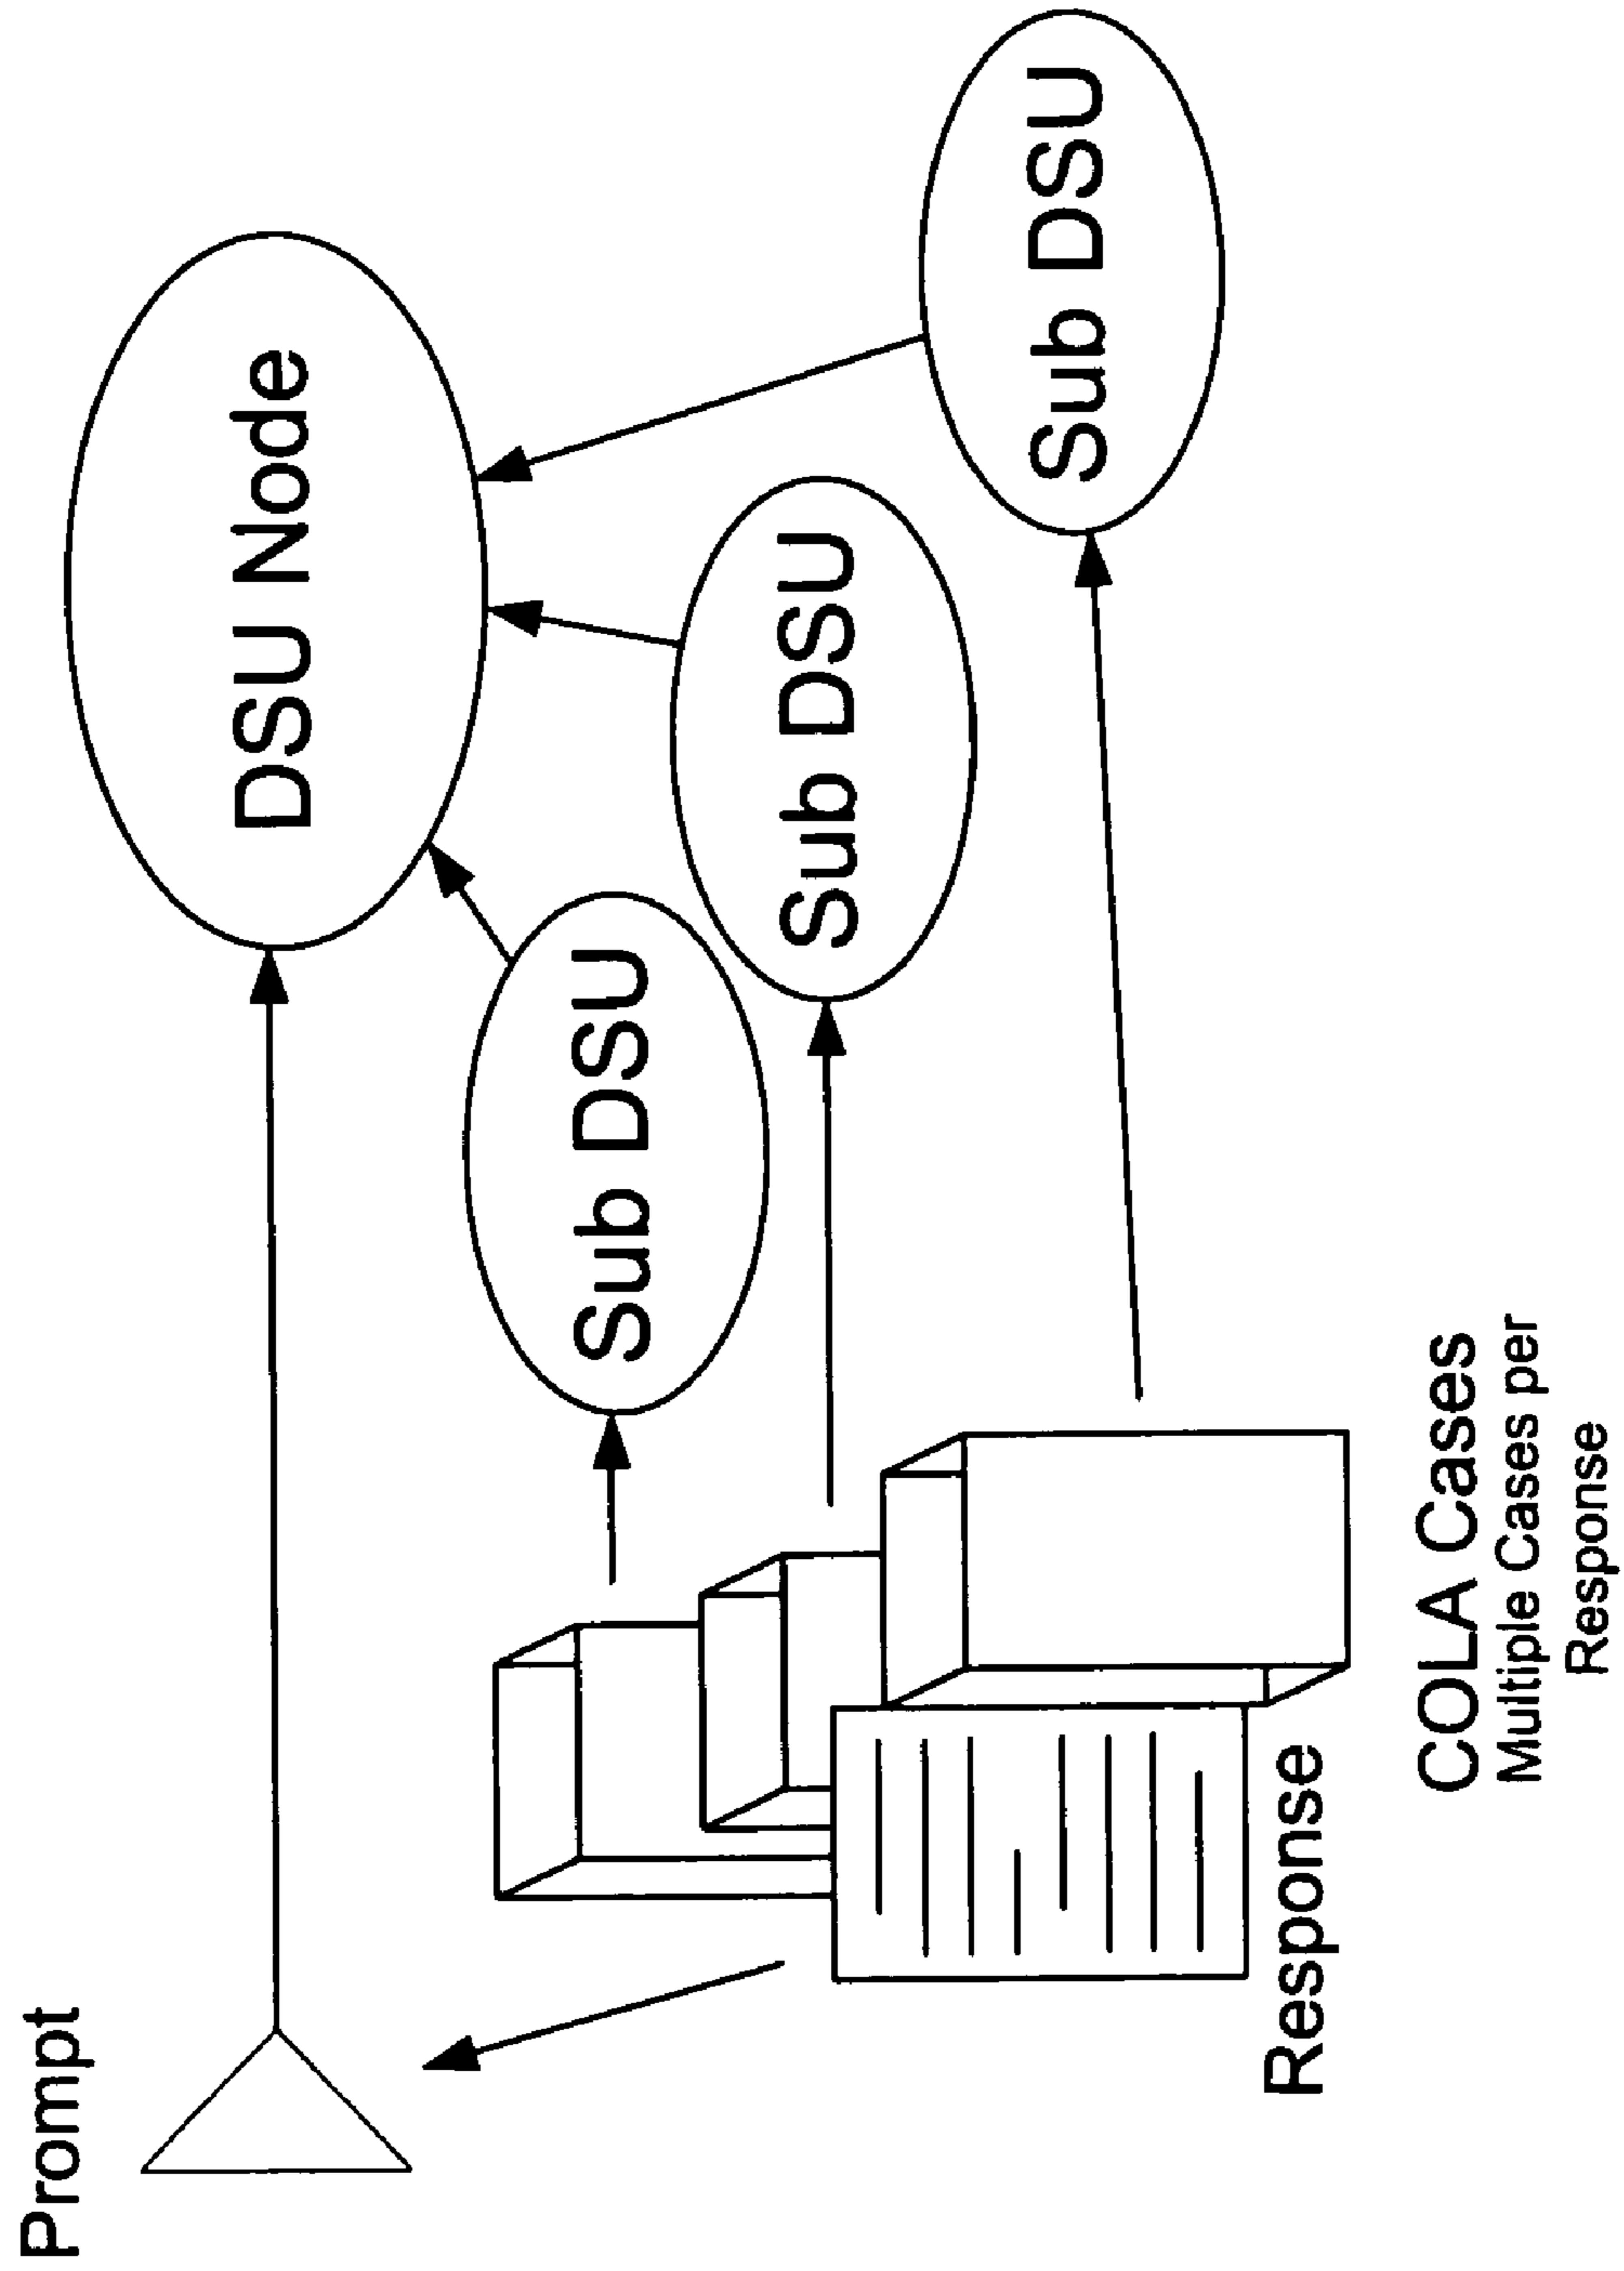 Prompt
DSU Node
Sub DSU
Sub DSU
Sub DSU
Response
COLA Cases
Multiple Cases per
Response